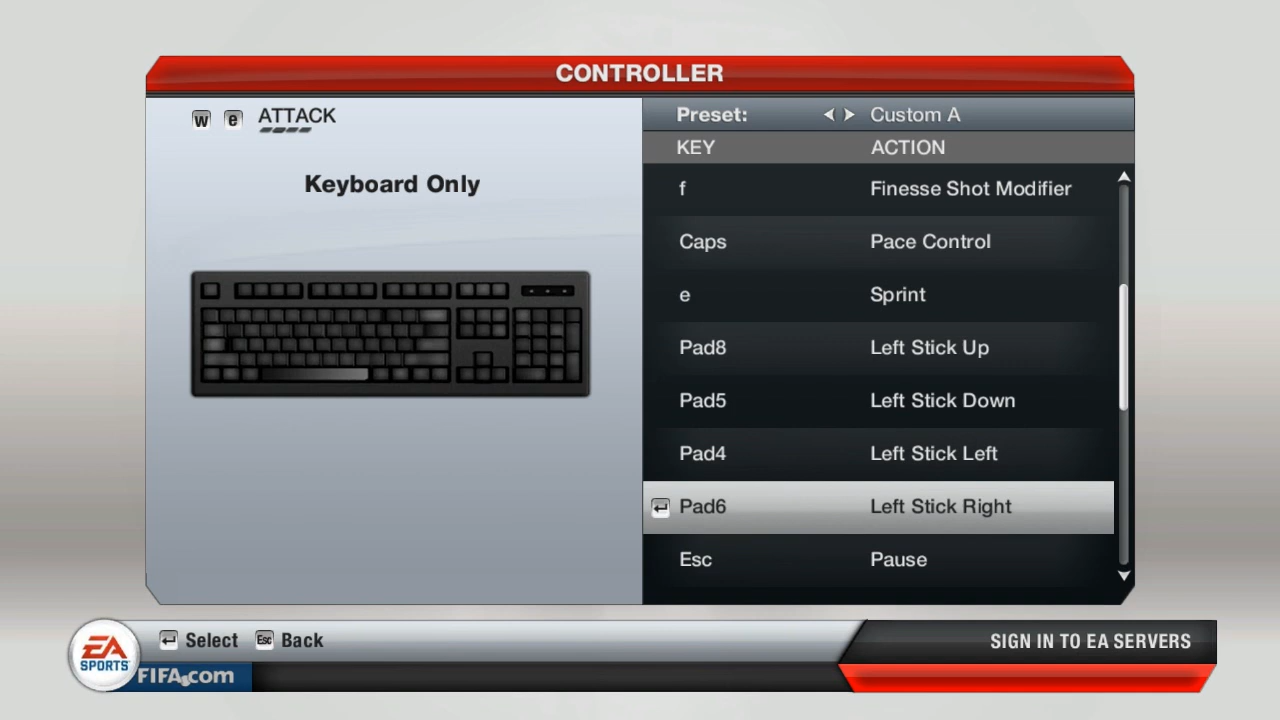 CONTROLLER
w e ATTACK
Keyboard Only
Preset: Custom A
KEY ACTION
f Finesse Shot Modifier
Caps Pace Control
e Sprint
Pad8 Left Stick Up
Pad5 Left Stick Down
Pad4 Left Stick Left
Pad6 Left Stick Right
Esc Pause
Select Esc Back
SIGN IN TO EA SERVERS
EA
SPORTS
FIFA.com